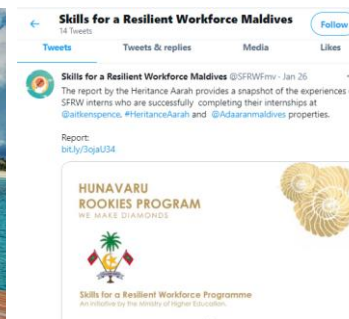 Skills for a Resilient Workforce Maldives
14 Tweets
Follow
Tweets
Tweets & replies
Media
Likes
Skills for a Resilient Workforce Maldives @SFRWFmv · Jan 26
The report by the Heritance Aarah provides a snapshot of the experiences
SFRW interns who are successfully completing their internships at
@aitkenspence, #HeritanceAarah and @Adaaranmaldives properties.
Report:
bit.ly/3ojaU34
HUNAVARU
ROOKIES PROGRAM
WE MAKE DIAMONDS
Skills for a Resilient Workforce Programme
An initiative by the Ministry of Higher Education